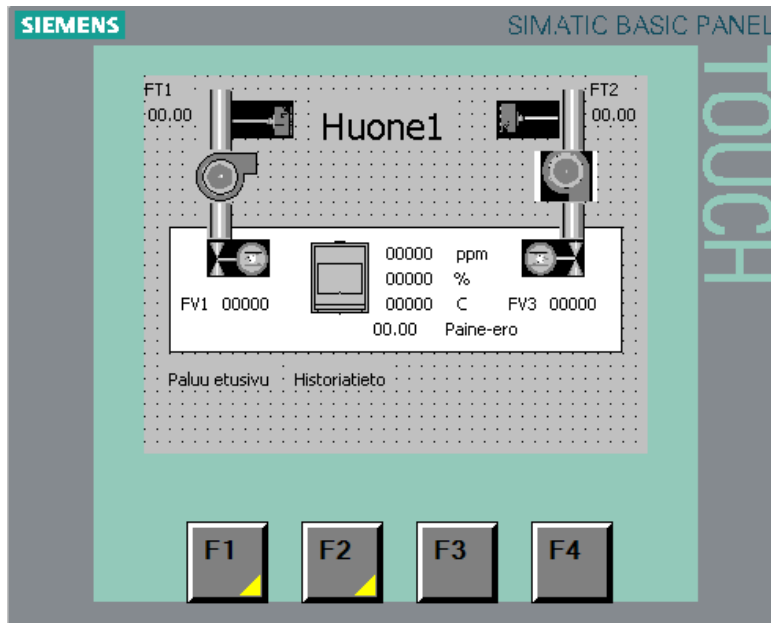 SIEMENS
SIMATIC BASIC PANEL
TOUCH
FT1
00.00
Huone1
FT2
00.00
00000 ppm
00000 %
FV1 00000
00000 C
FV3 00000
00.00 Paine-ero
Paluu etusivu
Historiatieto
F1
F2
F3
F4